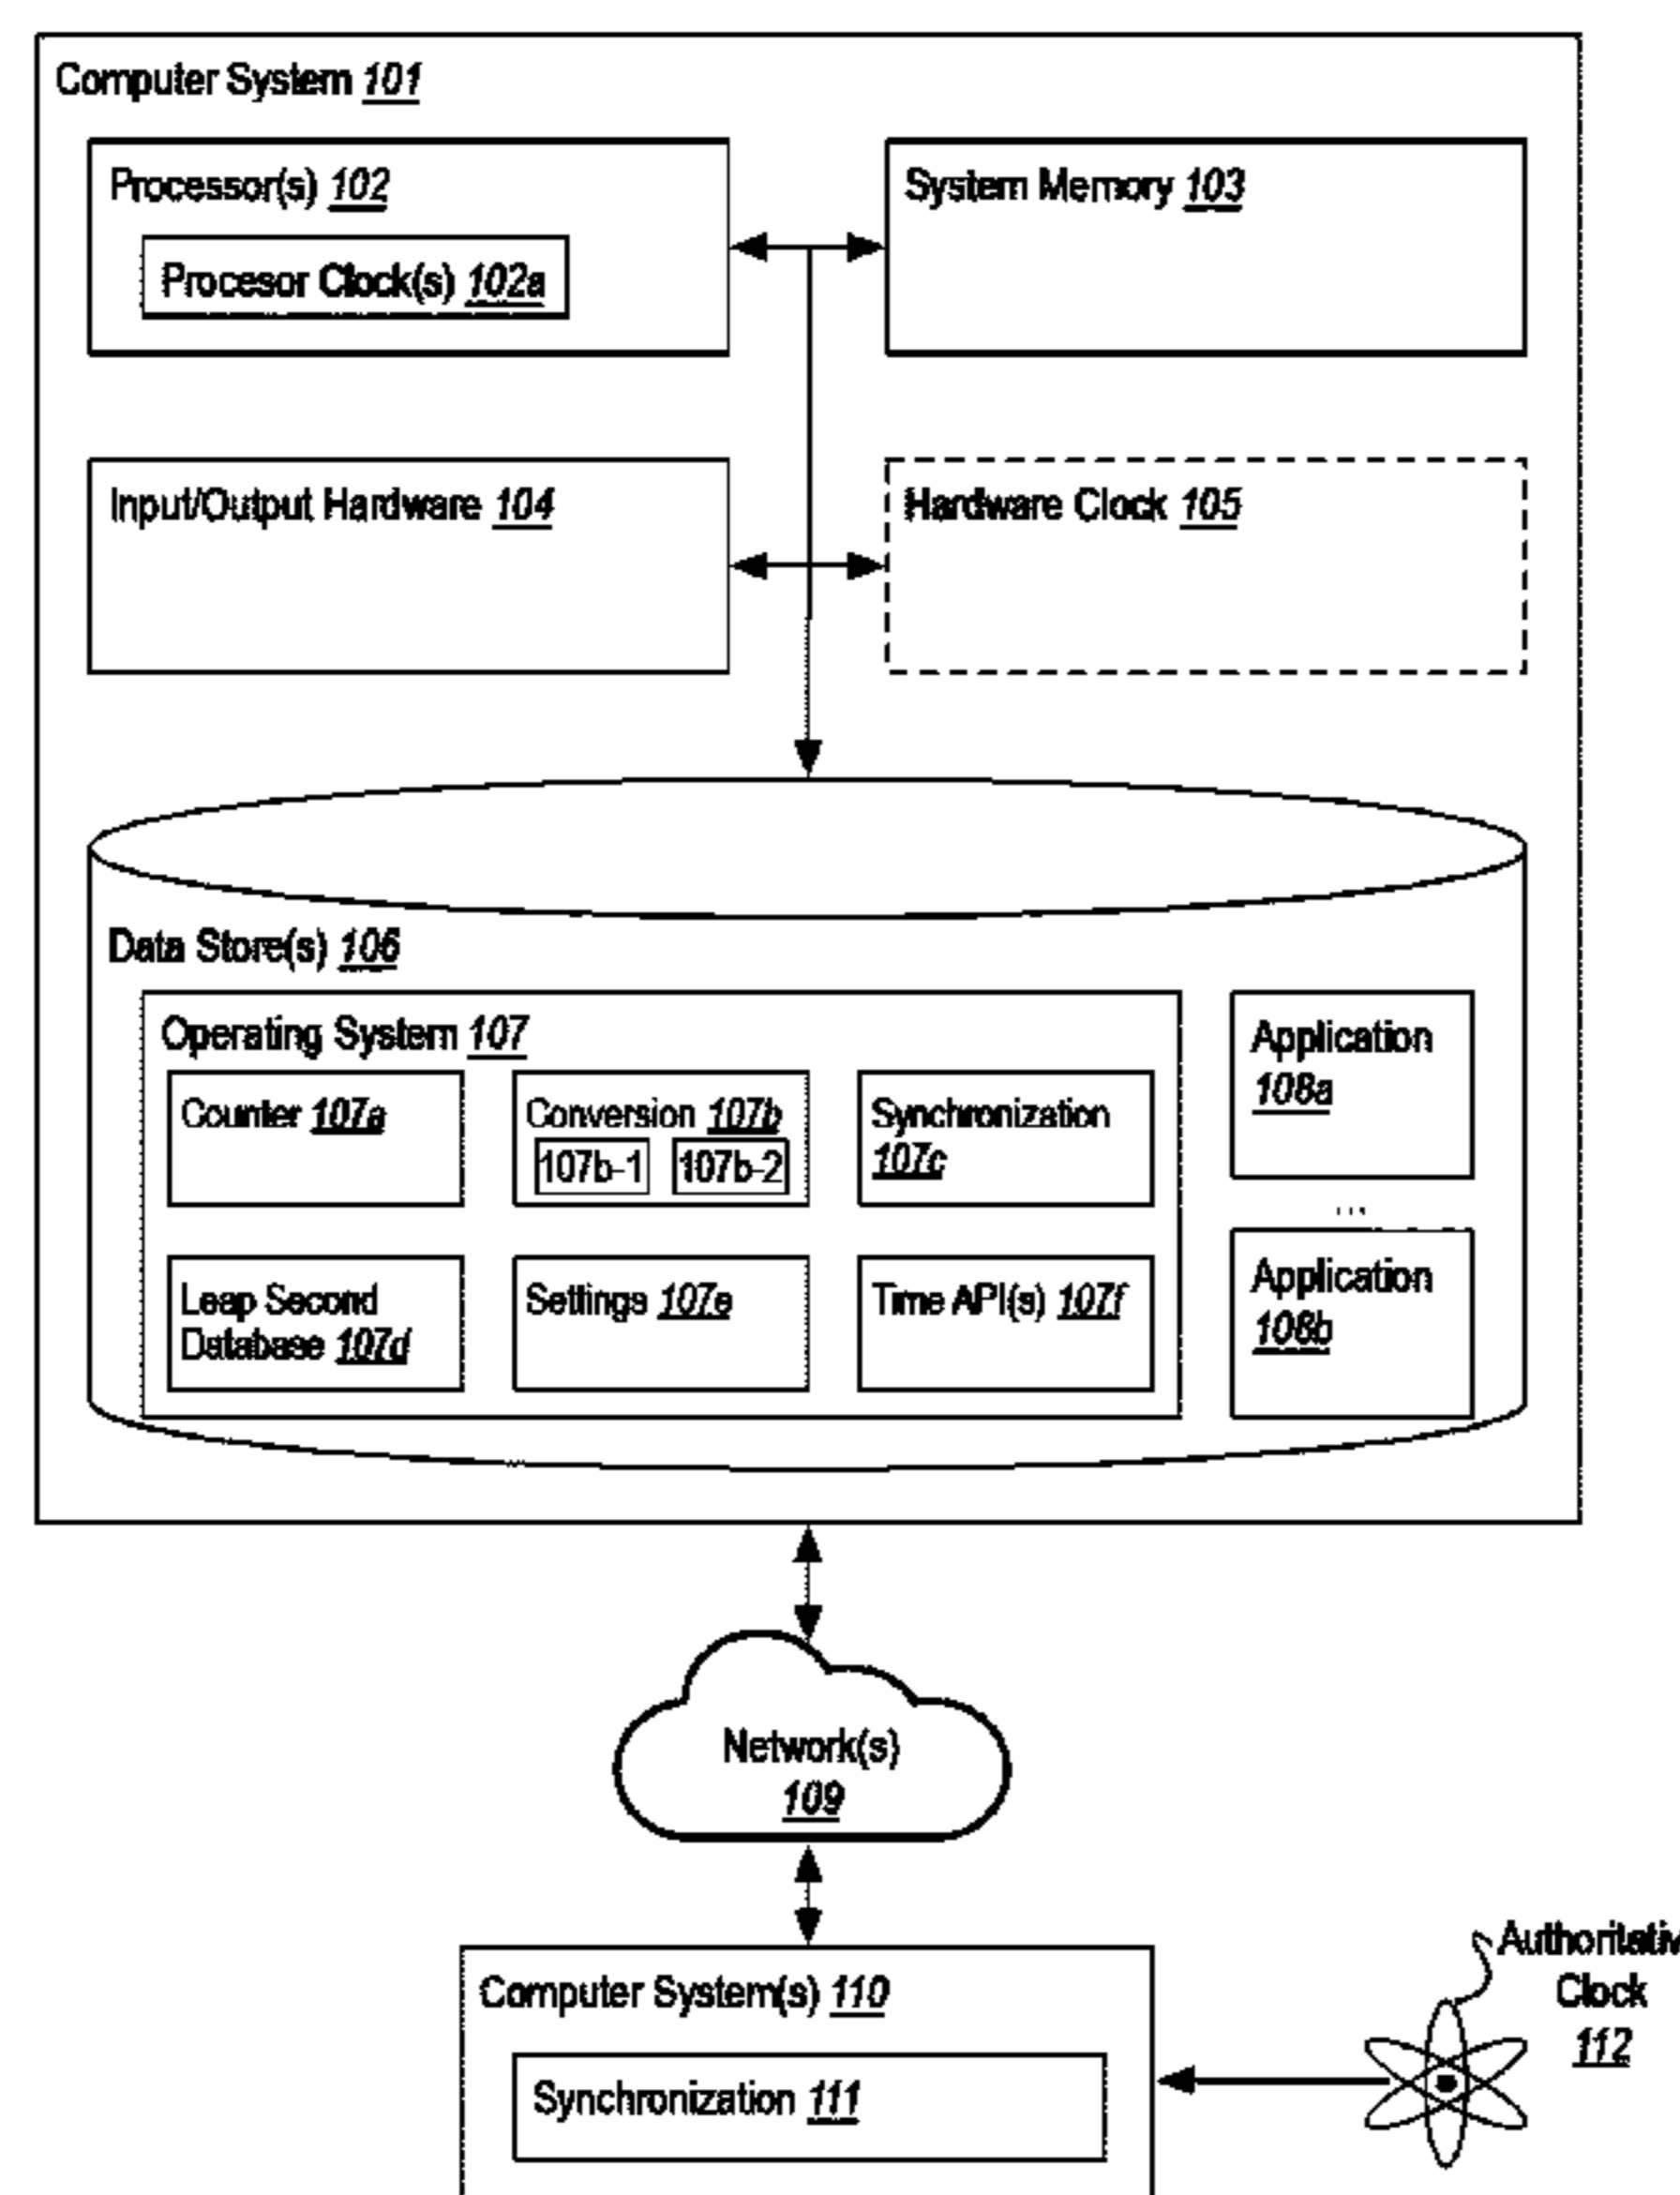 Computer System 101
Processor(s) 102
Procesor Clock(s) 102a
System Memory 103
Input/Output Hardware 104
Hardware Clock 105
Data Store(s) 106
Operating System 107
Counter 107a
Conversion 107b
107b-1 107b-2
Synchronization
107c
Leap Second
Database 107d
Settings 107e
Time API(s) 107f
Application
108a
...
Application
108b
Network(s)
109
Computer System(s) 110
Synchronization 111
Authoritativ
Clock
112